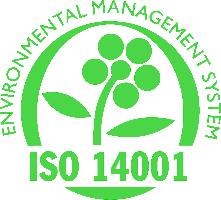 ENVIRONMENTAL MANAGEMENT SYSTEM
ISO 14001